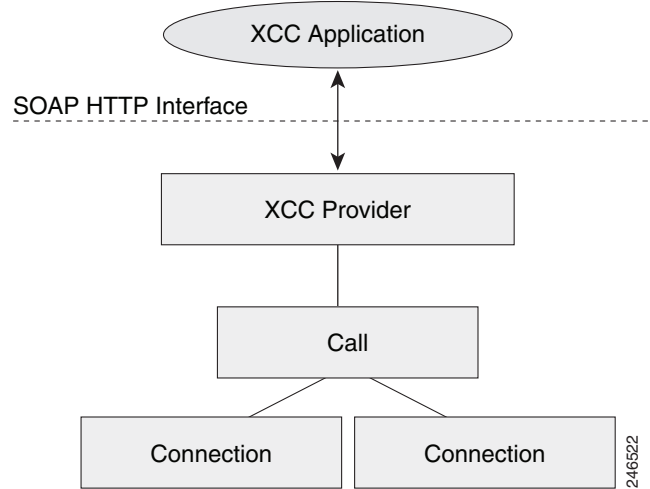 XCC Application
SOAP HTTP Interface
XCC Provider
Call
Connection
Connection
246522